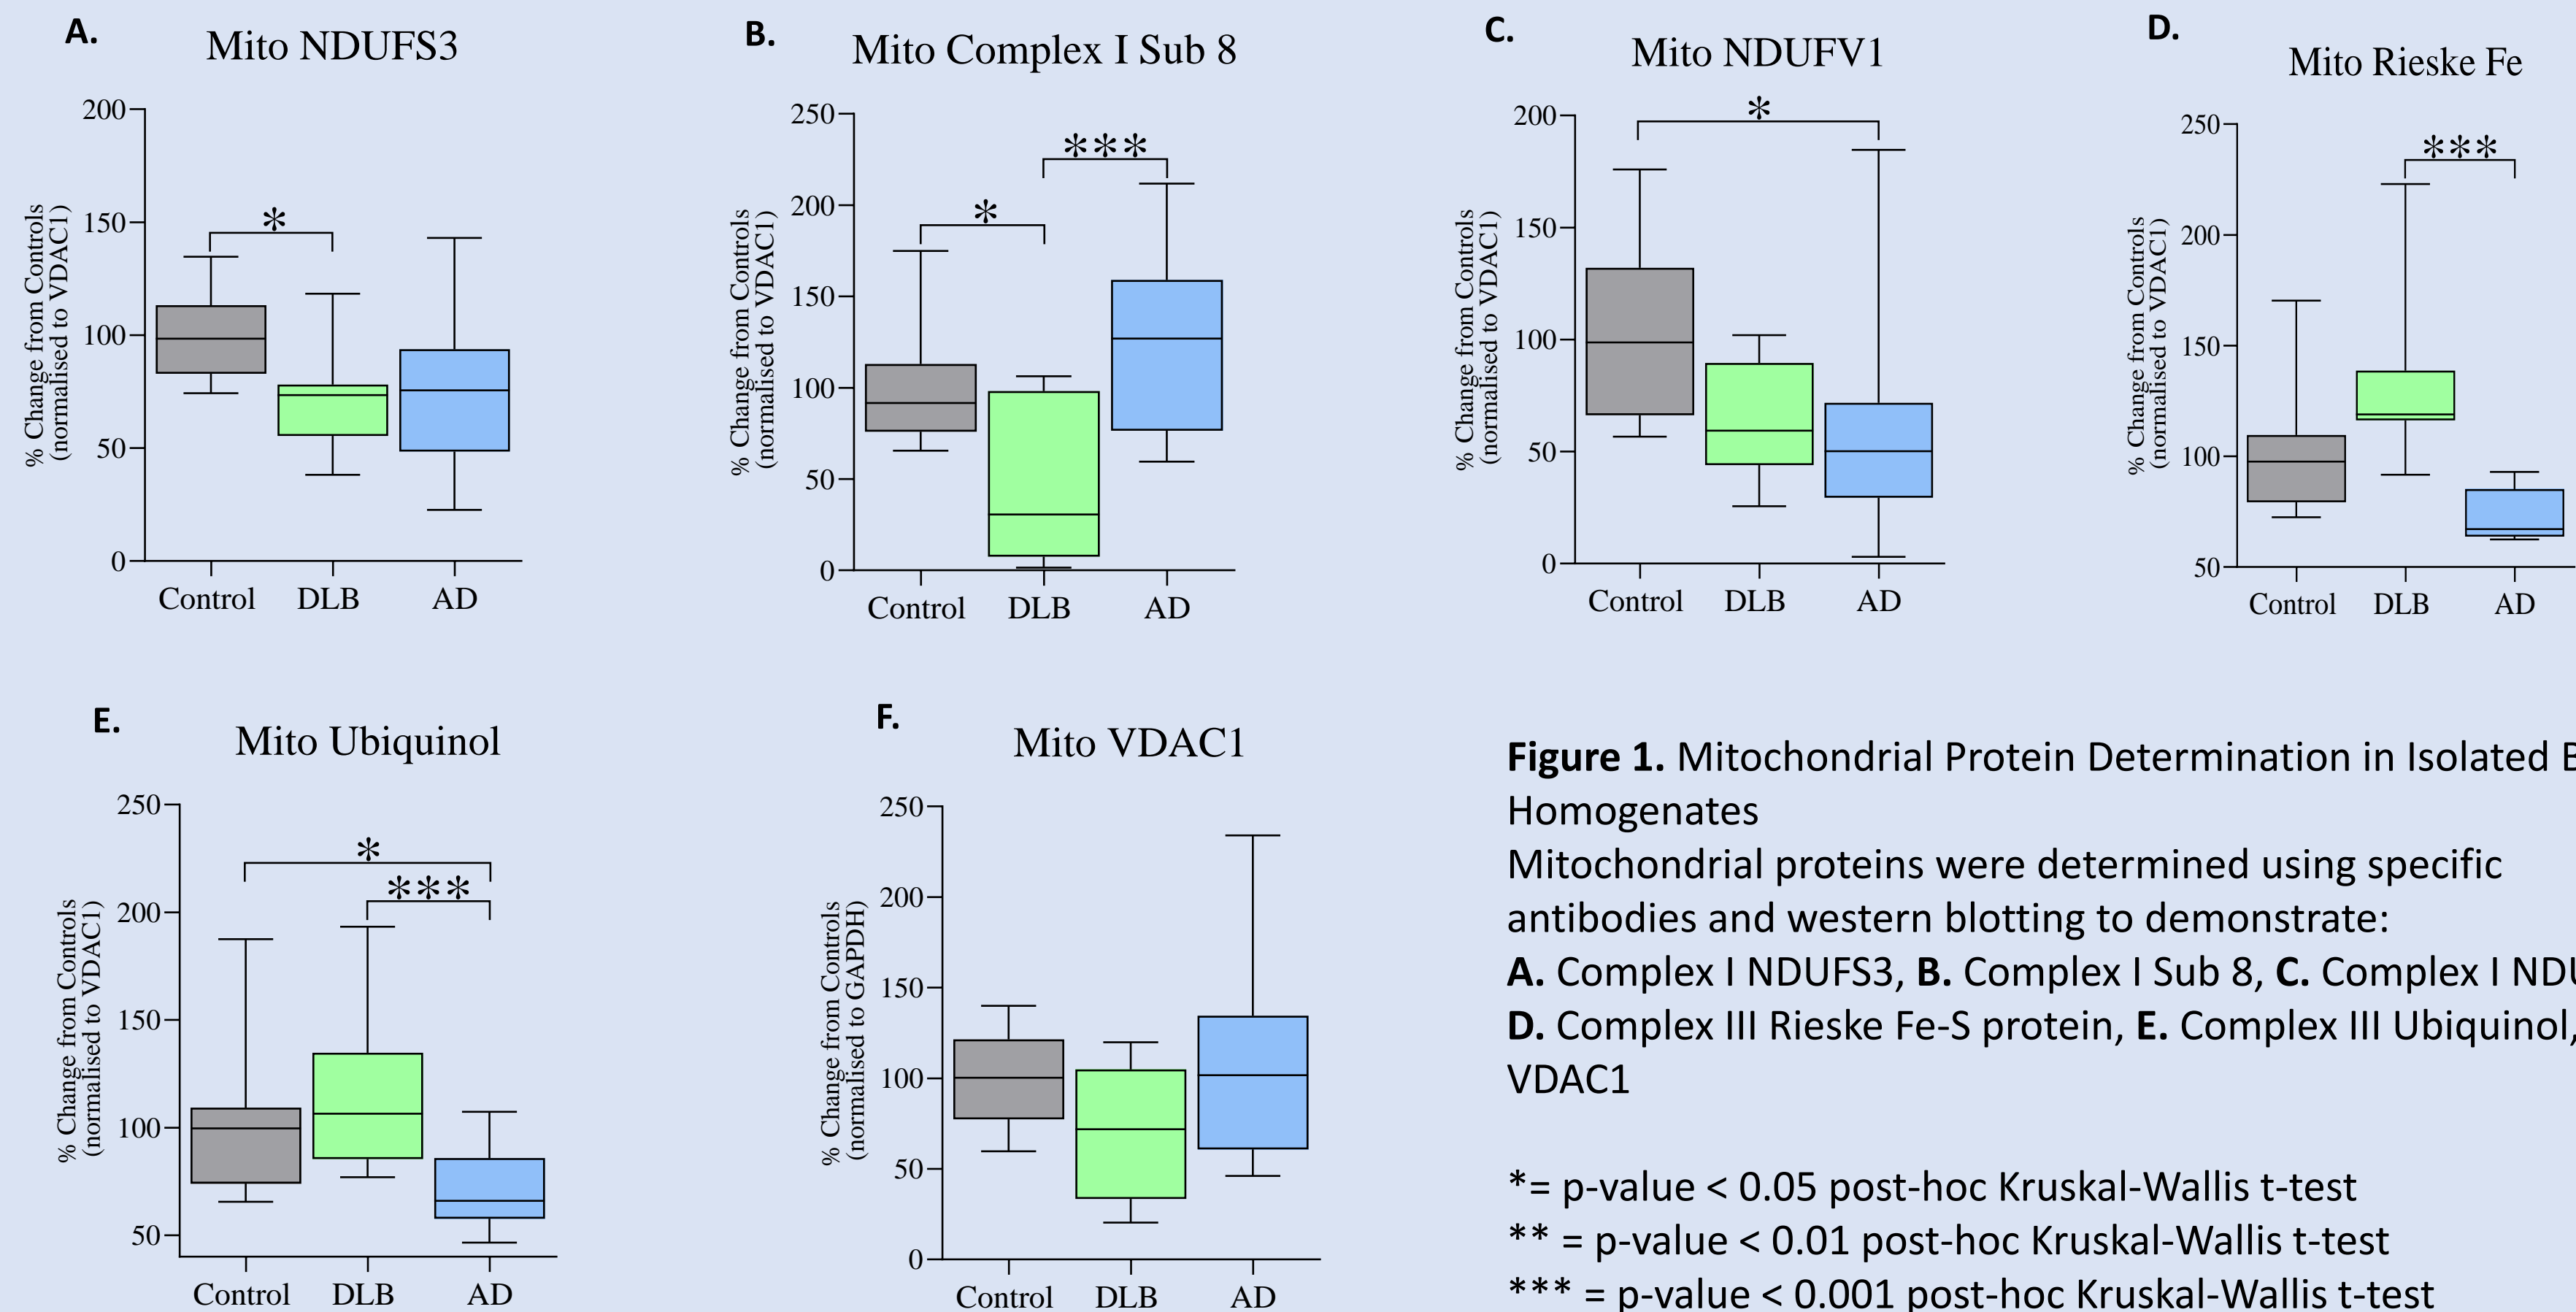 A.
Mito NDUFS3
% Change from Controls
(normalised to VDAC1)
200
150
100
50
0
*
Control DLB AD
B.
Mito Complex I Sub 8
% Change from Controls
(normalised to VDAC1)
250
200
150
100
50
0
*
***
Control DLB AD
C.
Mito NDUFV1
% Change from Controls
(normalised to VDAC1)
200
150
100
50
0
*
Control DLB AD
D.
Mito Rieske Fe
% Change from Controls
(normalised to VDAC1)
250
200
150
100
50
***
Control DLB AD
E.
Mito Ubiquinol
% Change from Controls
(normalised to VDAC1)
250
200
150
100
50
*
***
Control DLB AD
F.
Mito VDAC1
% Change from Controls
(normalised to GAPDH)
250
200
150
100
50
0
Control DLB AD
Figure 1. Mitochondrial Protein Determination in Isolated
Homogenates
Mitochondrial proteins were determined using specific
antibodies and western blotting to demonstrate:
A. Complex I NDUFS3, B. Complex I Sub 8, C. Complex I
D. Complex III Rieske Fe-S protein, E. Complex III Ubiquinol,
VDAC1
*= p-value < 0.05 post-hoc Kruskal-Wallis t-test
** = p-value < 0.01 post-hoc Kruskal-Wallis t-test
*** = p-value < 0.001 post-hoc Kruskal-Wallis t-test